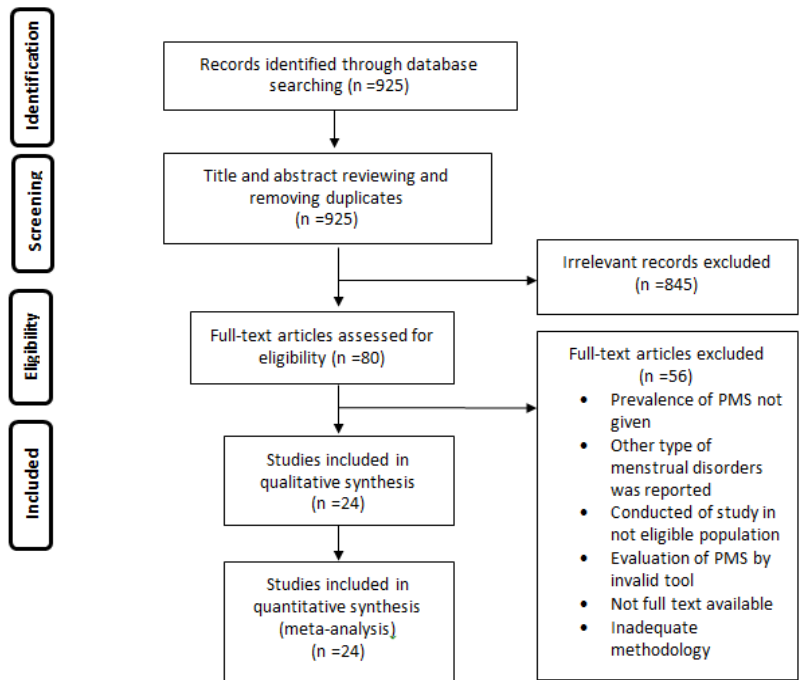 Identification
Records identified through database
searching (n =925)
Screening
Title and abstract reviewing and
removing duplicates
(n =925)
Irrelevant records excluded
(n =845)
Eligibility
Full-text articles assessed for
eligibility (n =80)
Full-text articles excluded
(n =56)
• Prevalence of PMS not
given
• Other type of
menstrual disorders
was reported
• Conducted of study in
not eligible population
• Evaluation of PMS by
invalid tool
• Not full text available
• Inadequate
methodology
Included
Studies included in
qualitative synthesis
(n =24)
Studies included in
quantitative synthesis
(meta-analysis)
(n =24)